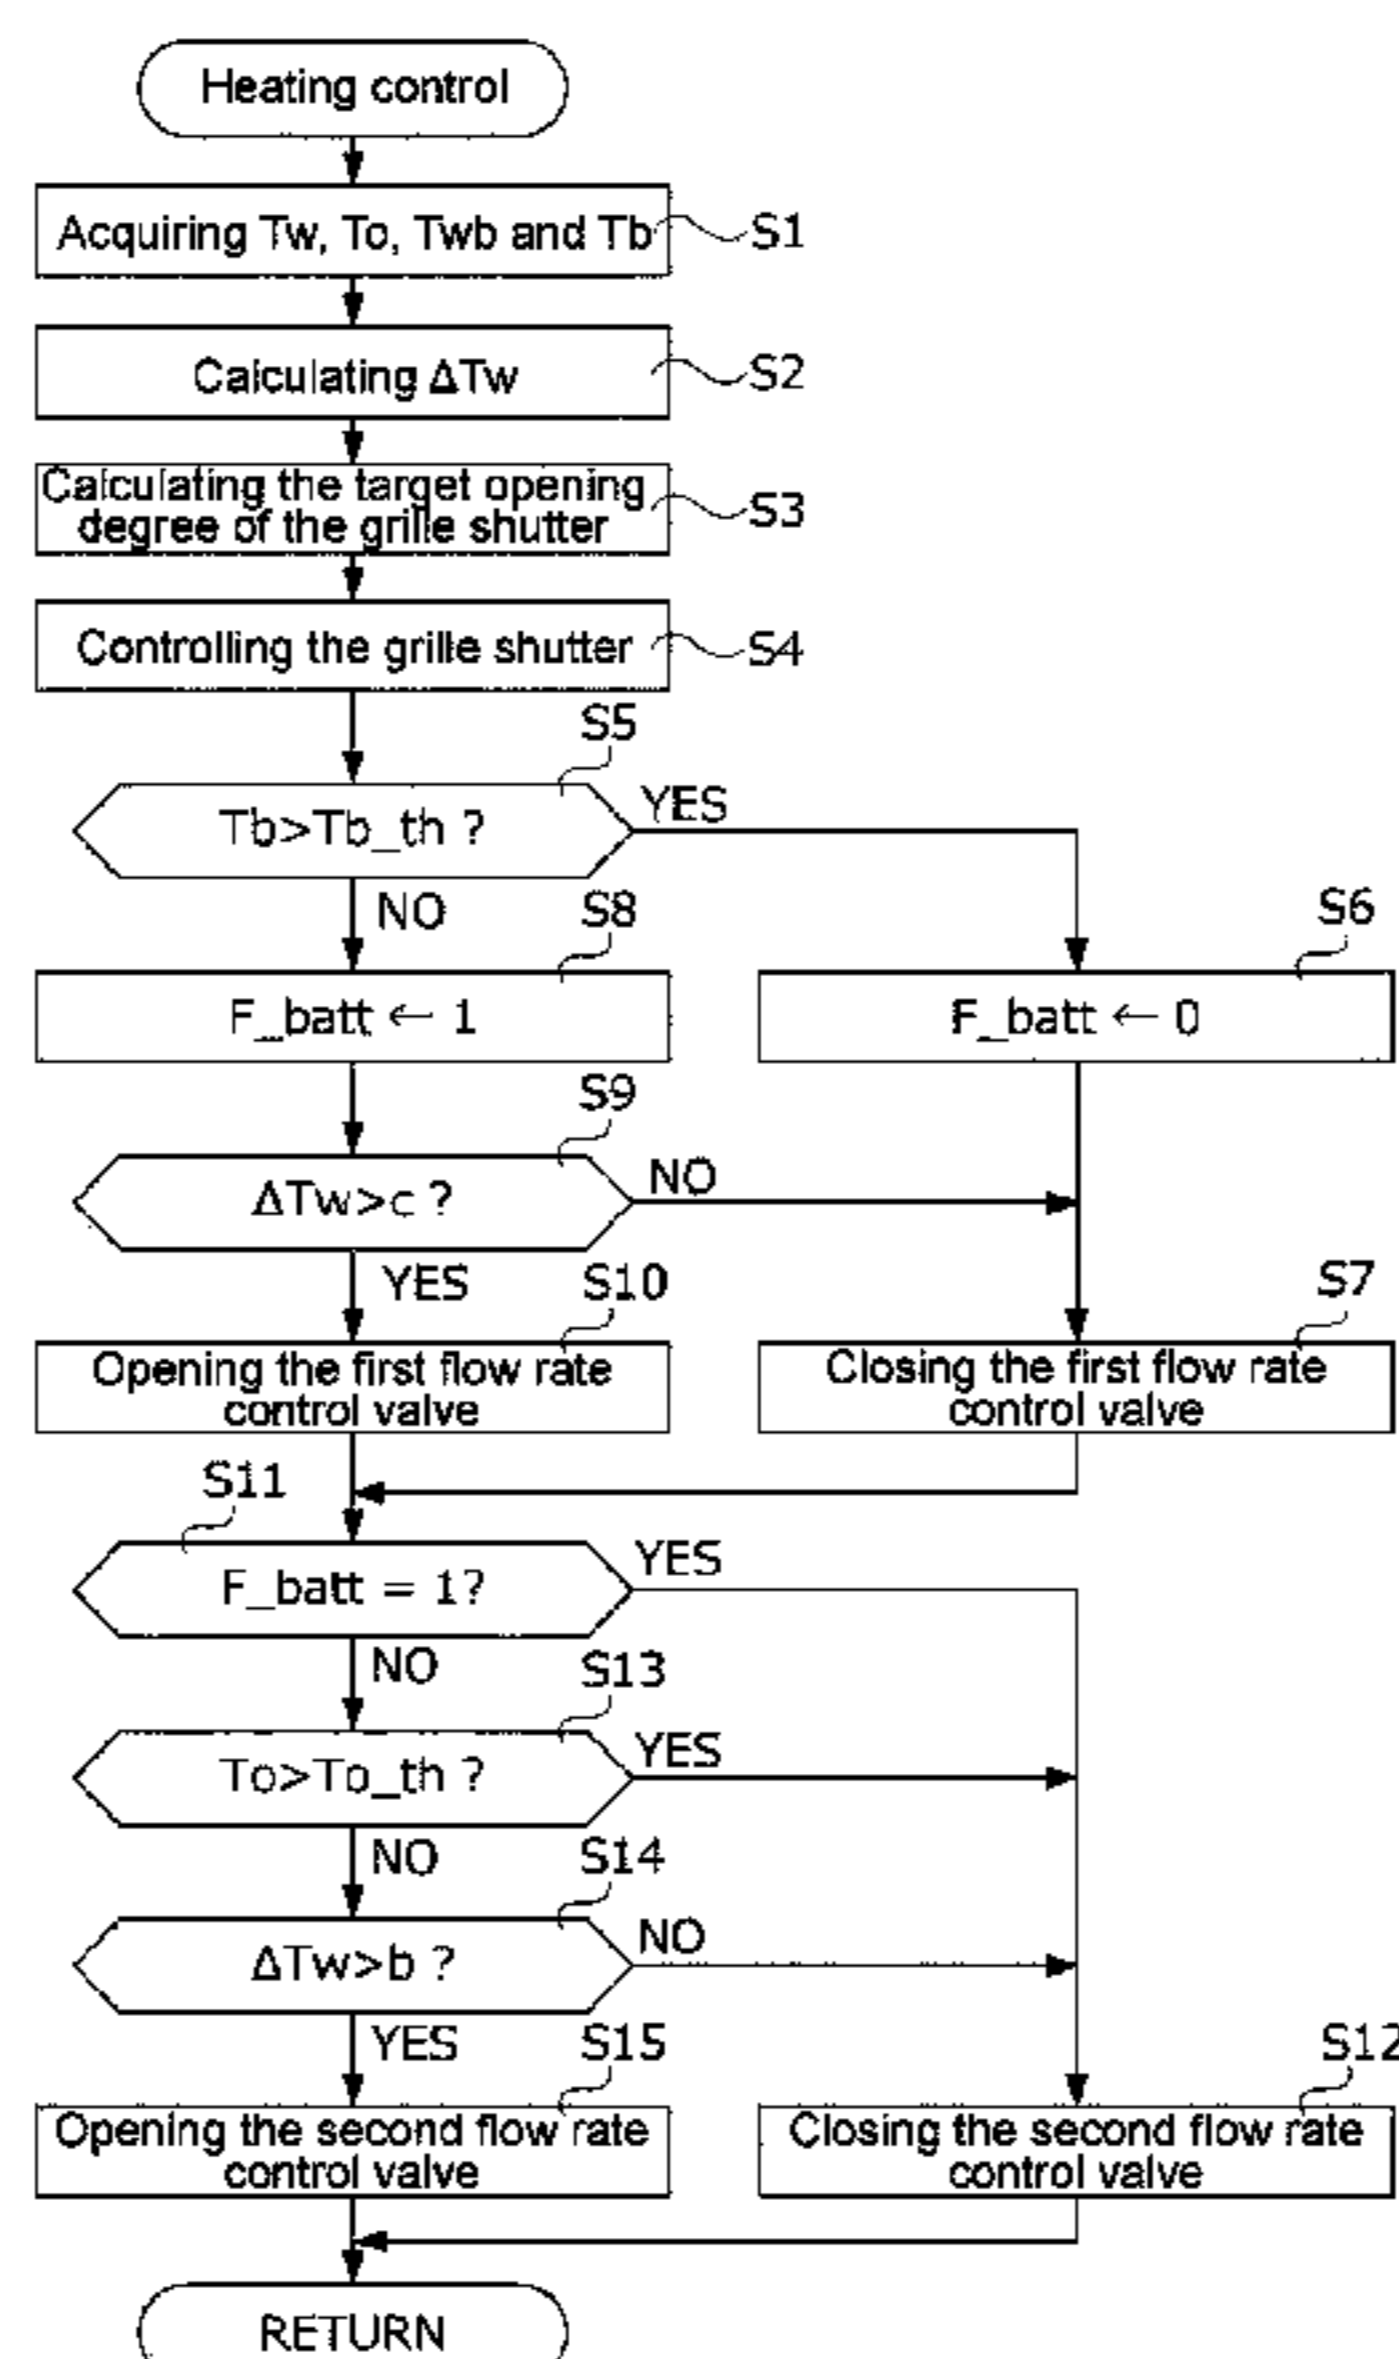 Heating control
Acquiring Tw, To, Twb and Tb
S1
Calculating ΔTw
S2
Calculating the target opening
degree of the grille shutter
S3
Controlling the grille shutter
S4
S5
Tb>Tb_th ?
YES
NO
S8
S6
F_batt ← 1
F_batt ← 0
S9
ΔTw>c ?
NO
YES
S10
S7
Opening the first flow rate
control valve
Closing the first flow rate
control valve
S11
F_batt = 1?
YES
NO
S13
To>To_th ?
YES
NO
S14
ΔTw>b ?
NO
YES
S15
S12
Opening the second flow rate
control valve
Closing the second flow rate
control valve
RETURN